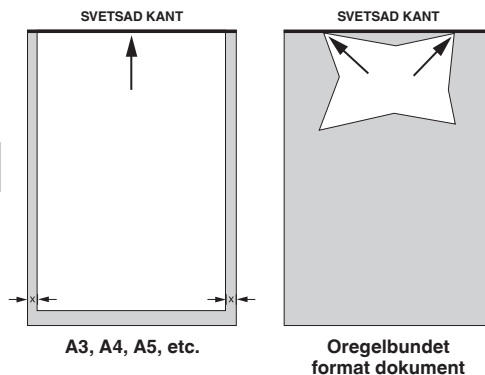 SVETSAD KANT
x
x
A3, A4, A5, etc.
SVETSAD KANT
Oregelbundet
format dokument